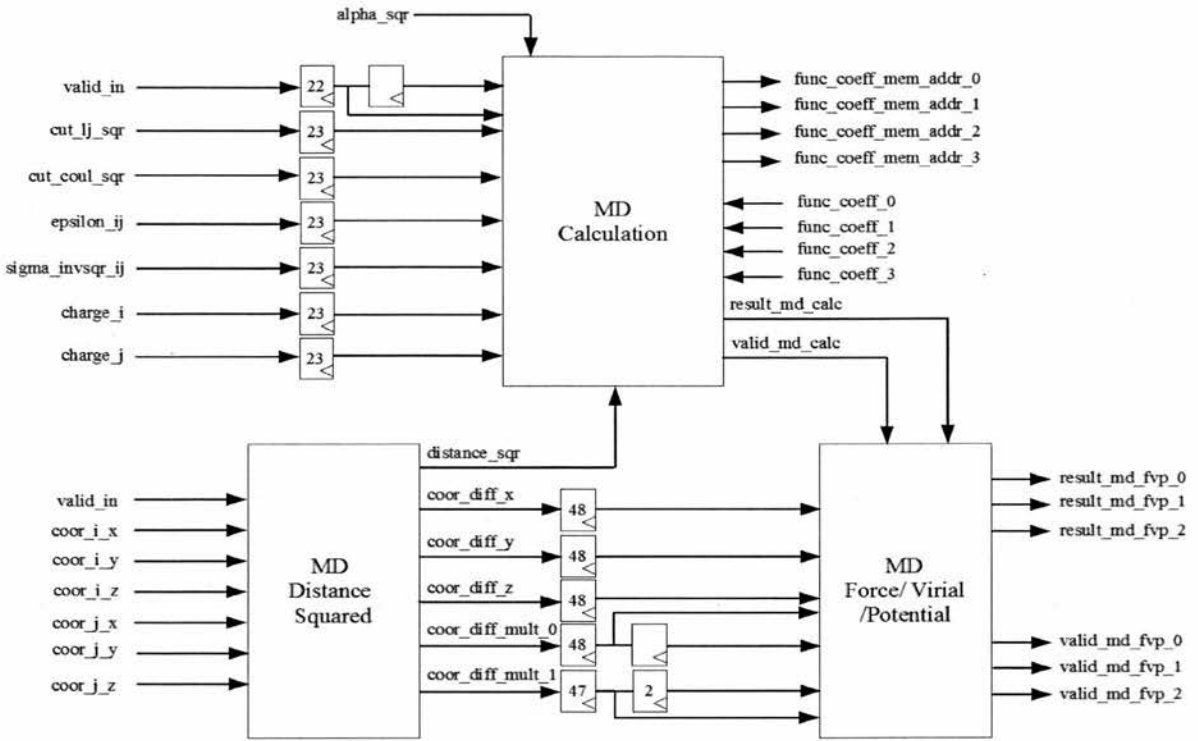 alpha_sqr
valid_in
22
cut_lj_sqr
23
cut_coul_sqr
23
epsilon_ij
23
sigma_invsqr_ij
23
charge_i
23
charge_j
23
MD
Calculation
func_coeff_mem_addr_0
func_coeff_mem_addr_1
func_coeff_mem_addr_2
func_coeff_mem_addr_3
func_coeff_0
func_coeff_1
func_coeff_2
func_coeff_3
result_md_calc
valid_md_calc
valid_in
coor_i_x
coor_i_y
coor_i_z
coor_j_x
coor_j_y
coor_j_z
MD
Distance
Squared
distance_sqr
coor_diff_x
48
coor_diff_y
48
coor_diff_z
48
coor_diff_mult_0
48
coor_diff_mult_1
47
2
MD
Force/ Virial
/Potential
result_md_fvp_0
result_md_fvp_1
result_md_fvp_2
valid_md_fvp_0
valid_md_fvp_1
valid_md_fvp_2